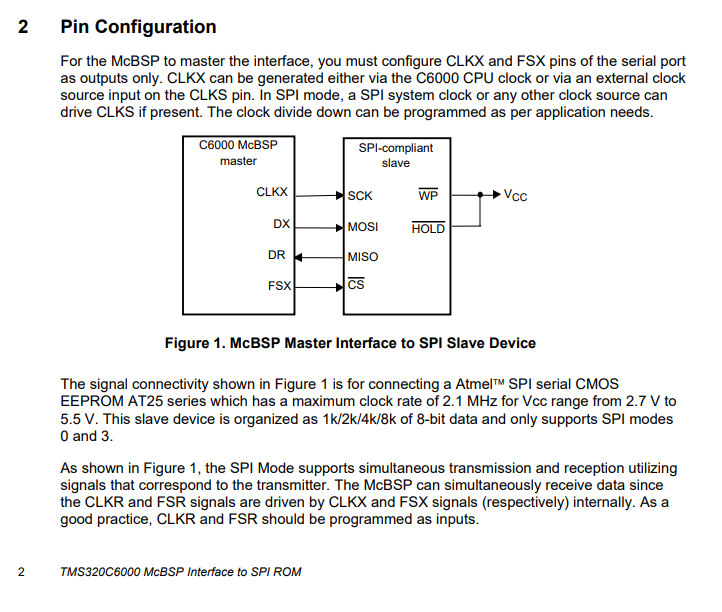 2 Pin Configuration
For the McBSP to master the interface, you must configure CLKX and FSX pins of the serial port
as outputs only. CLKX can be generated either via the C6000 CPU clock or via an external clock
source input on the CLKS pin. In SPI mode, a SPI system clock or any other clock source can
drive CLKS if present. The clock divide down can be programmed as per application needs.
C6000 McBSP
master
SPI-compliant
slave
CLKX
SCK
WP
VCC
DX
MOSI
HOLD
DR
MISO
FSX
CS
Figure 1. McBSP Master Interface to SPI Slave Device
The signal connectivity shown in Figure 1 is for connecting a Atmel™ SPI serial CMOS
EEPROM AT25 series which has a maximum clock rate of 2.1 MHz for Vcc range from 2.7 V to
5.5 V. This slave device is organized as 1k/2k/4k/8k of 8-bit data and only supports SPI modes
0 and 3.
As shown in Figure 1, the SPI Mode supports simultaneous transmission and reception utilizing
signals that correspond to the transmitter. The McBSP can simultaneously receive data since
the CLKR and FSR signals are driven by CLKX and FSX signals (respectively) internally. As a
good practice, CLKR and FSR should be programmed as inputs.
2 TMS320C6000 McBSP Interface to SPI ROM